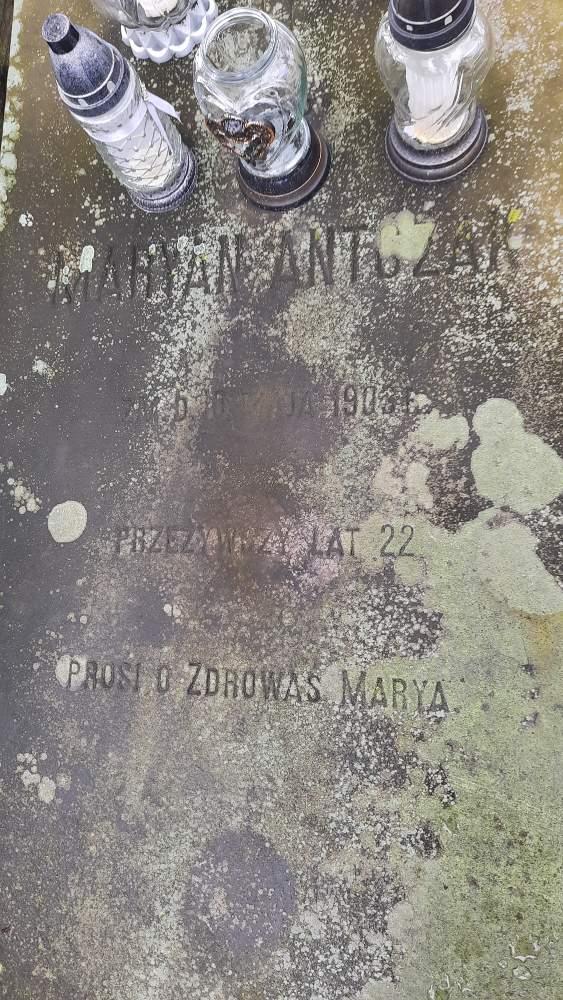 MARYAN ANTCZAK
PRZEŻYWSZY LAT 22
PROSI O ZDROWAŚ MARYA.